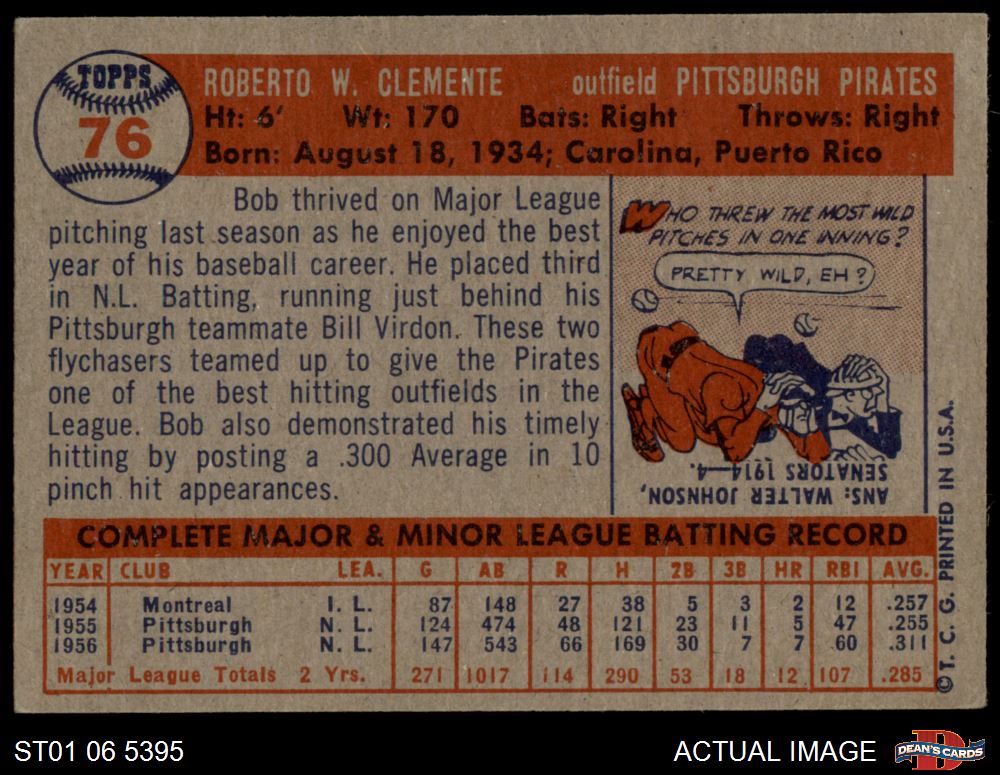 TOPPS
76
ROBERTO W. CLEMENTE outfield PITTSBURGH PIRATES
Ht: 6' Wt: 170 Bats: Right Throws: Right
Born: August 18, 1934; Carolina, Puerto Rico
Bob thrived on Major League
pitching last season as he enjoyed the best
year of his baseball career. He placed third
in N.L. Batting, running just behind his
Pittsburgh teammate Bill Virdon. These two
flychasers teamed up to give the Pirates
one of the best hitting outfields in the
League. Bob also demonstrated his timely
hitting by posting a .300 Average in 10
pinch hit appearances.
WHO THREW THE MOST WILD
PITCHES IN ONE INNING?
PRETTY WILD, EH?
ANS: WALTER JOHNSON,
SENATORS 1914—4.
COMPLETE MAJOR & MINOR LEAGUE BATTING RECORD
YEAR CLUB LEA. G AB R H 2B 3B HR RBI AVG.
1954 Montreal I. L. 87 148 27 38 5 3 2 12 .257
1955 Pittsburgh N. L. 124 474 48 121 23 11 5 47 .255
1956 Pittsburgh N. L. 147 543 66 169 30 7 7 60 .311
Major League Totals 2 Yrs. 271 1017 114 290 53 18 12 107 .285
© T. C. G. PRINTED IN U.S.A.
ST01 06 5395
ACTUAL IMAGE
D
DEAN'S CARDS